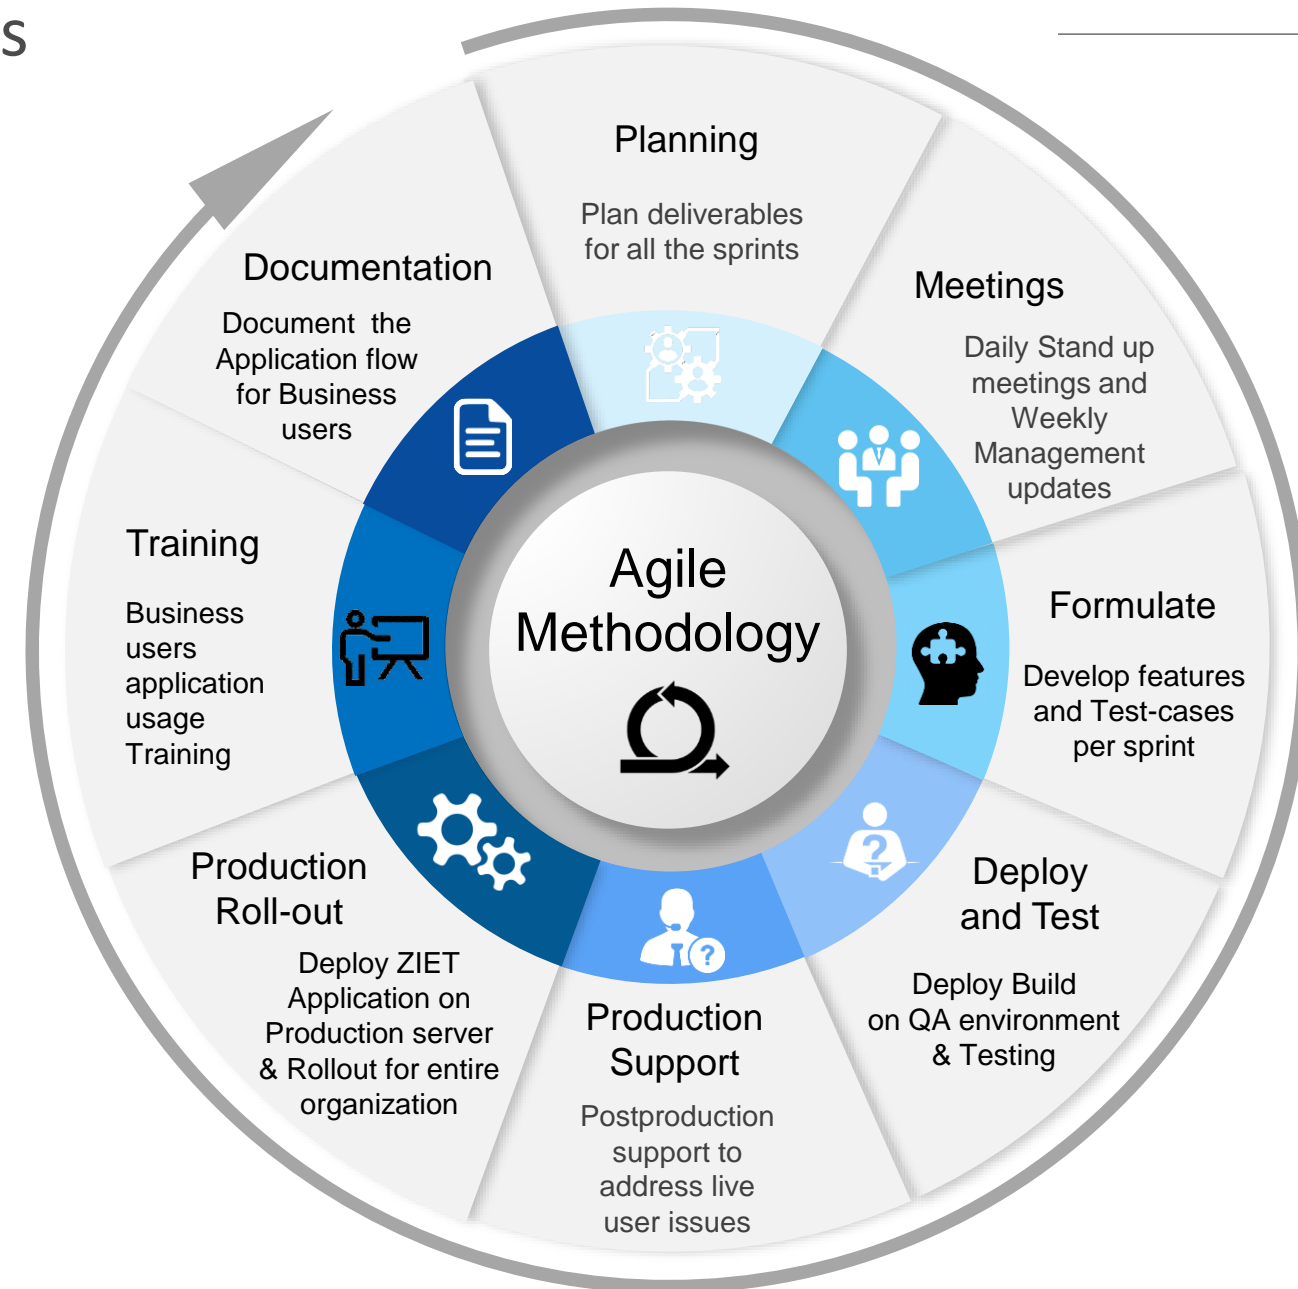 s
Planning
Plan deliverables
for all the sprints
Meetings
Daily Stand up
meetings and
Weekly
Management
updates
Formulate
Develop features
and Test-cases
per sprint
Deploy
and Test
Deploy Build
on QA environment
& Testing
Production
Support
Postproduction
support to
address live
user issues
Production
Roll-out
Deploy ZIET
Application on
Production server
& Rollout for entire
organization
Training
Business
users
application
usage
Training
Documentation
Document  the
Application flow
for Business
users
Agile
Methodology
?
?